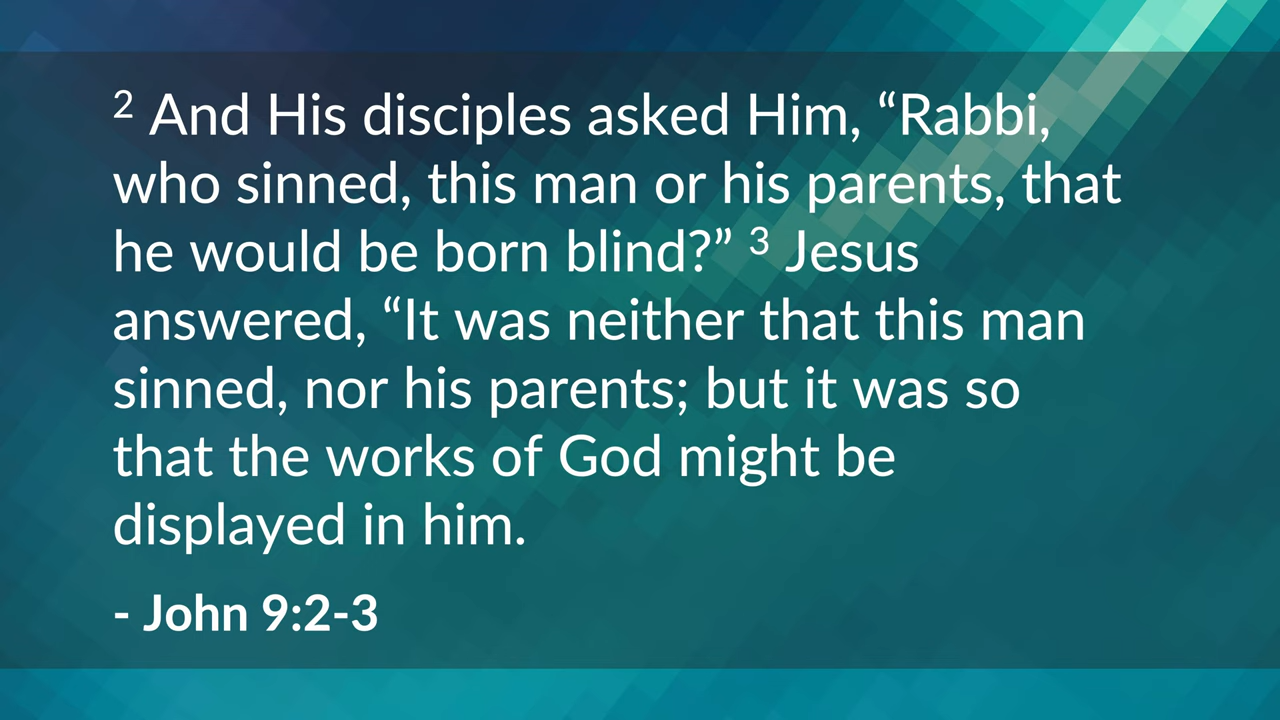 2 And His disciples asked Him, “Rabbi,
who sinned, this man or his parents, that
he would be born blind?” 3 Jesus
answered, “It was neither that this man
sinned, nor his parents; but it was so
that the works of God might be
displayed in him.
- John 9:2-3